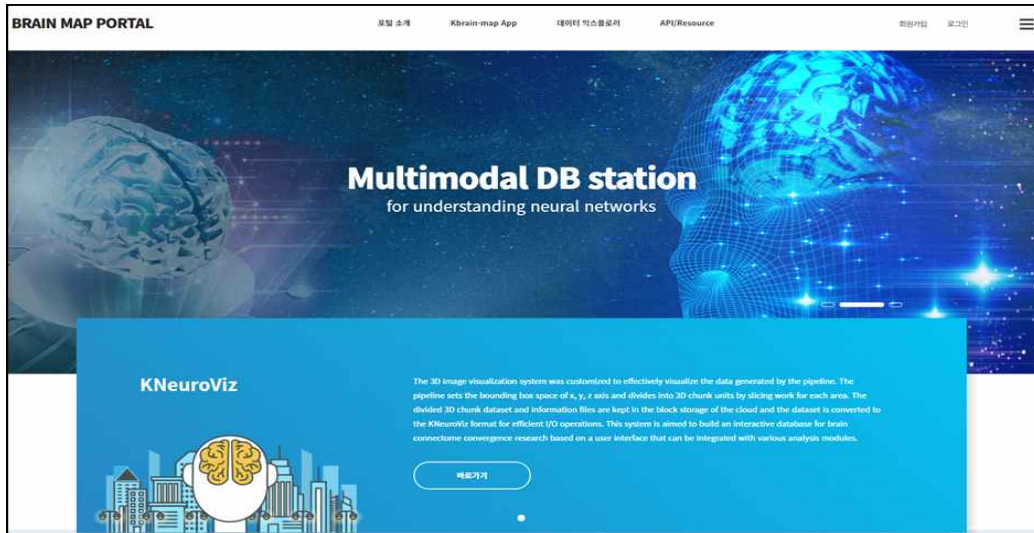 BRAIN MAP PORTAL
포털 소개
Kbrain-map App
데이터 익스플로러
API/Resource
회원가입
로그인
Multimodal DB station
for understanding neural networks
KNeuroViz
The 3D image visualization system was customized to effectively visualize the data generated by the pipeline. The
pipeline sets the bounding box space of x, y, z axis and divides into 3D chunk units by slicing work for each area. The
divided 3D chunk dataset and information files are kept in the block storage of the cloud and the dataset is converted to
the KNeuroViz format for efficient I/O operations. This system is aimed to build an interactive database for brain
connectome convergence research based on a user interface that can be integrated with various analysis modules.
바로가기